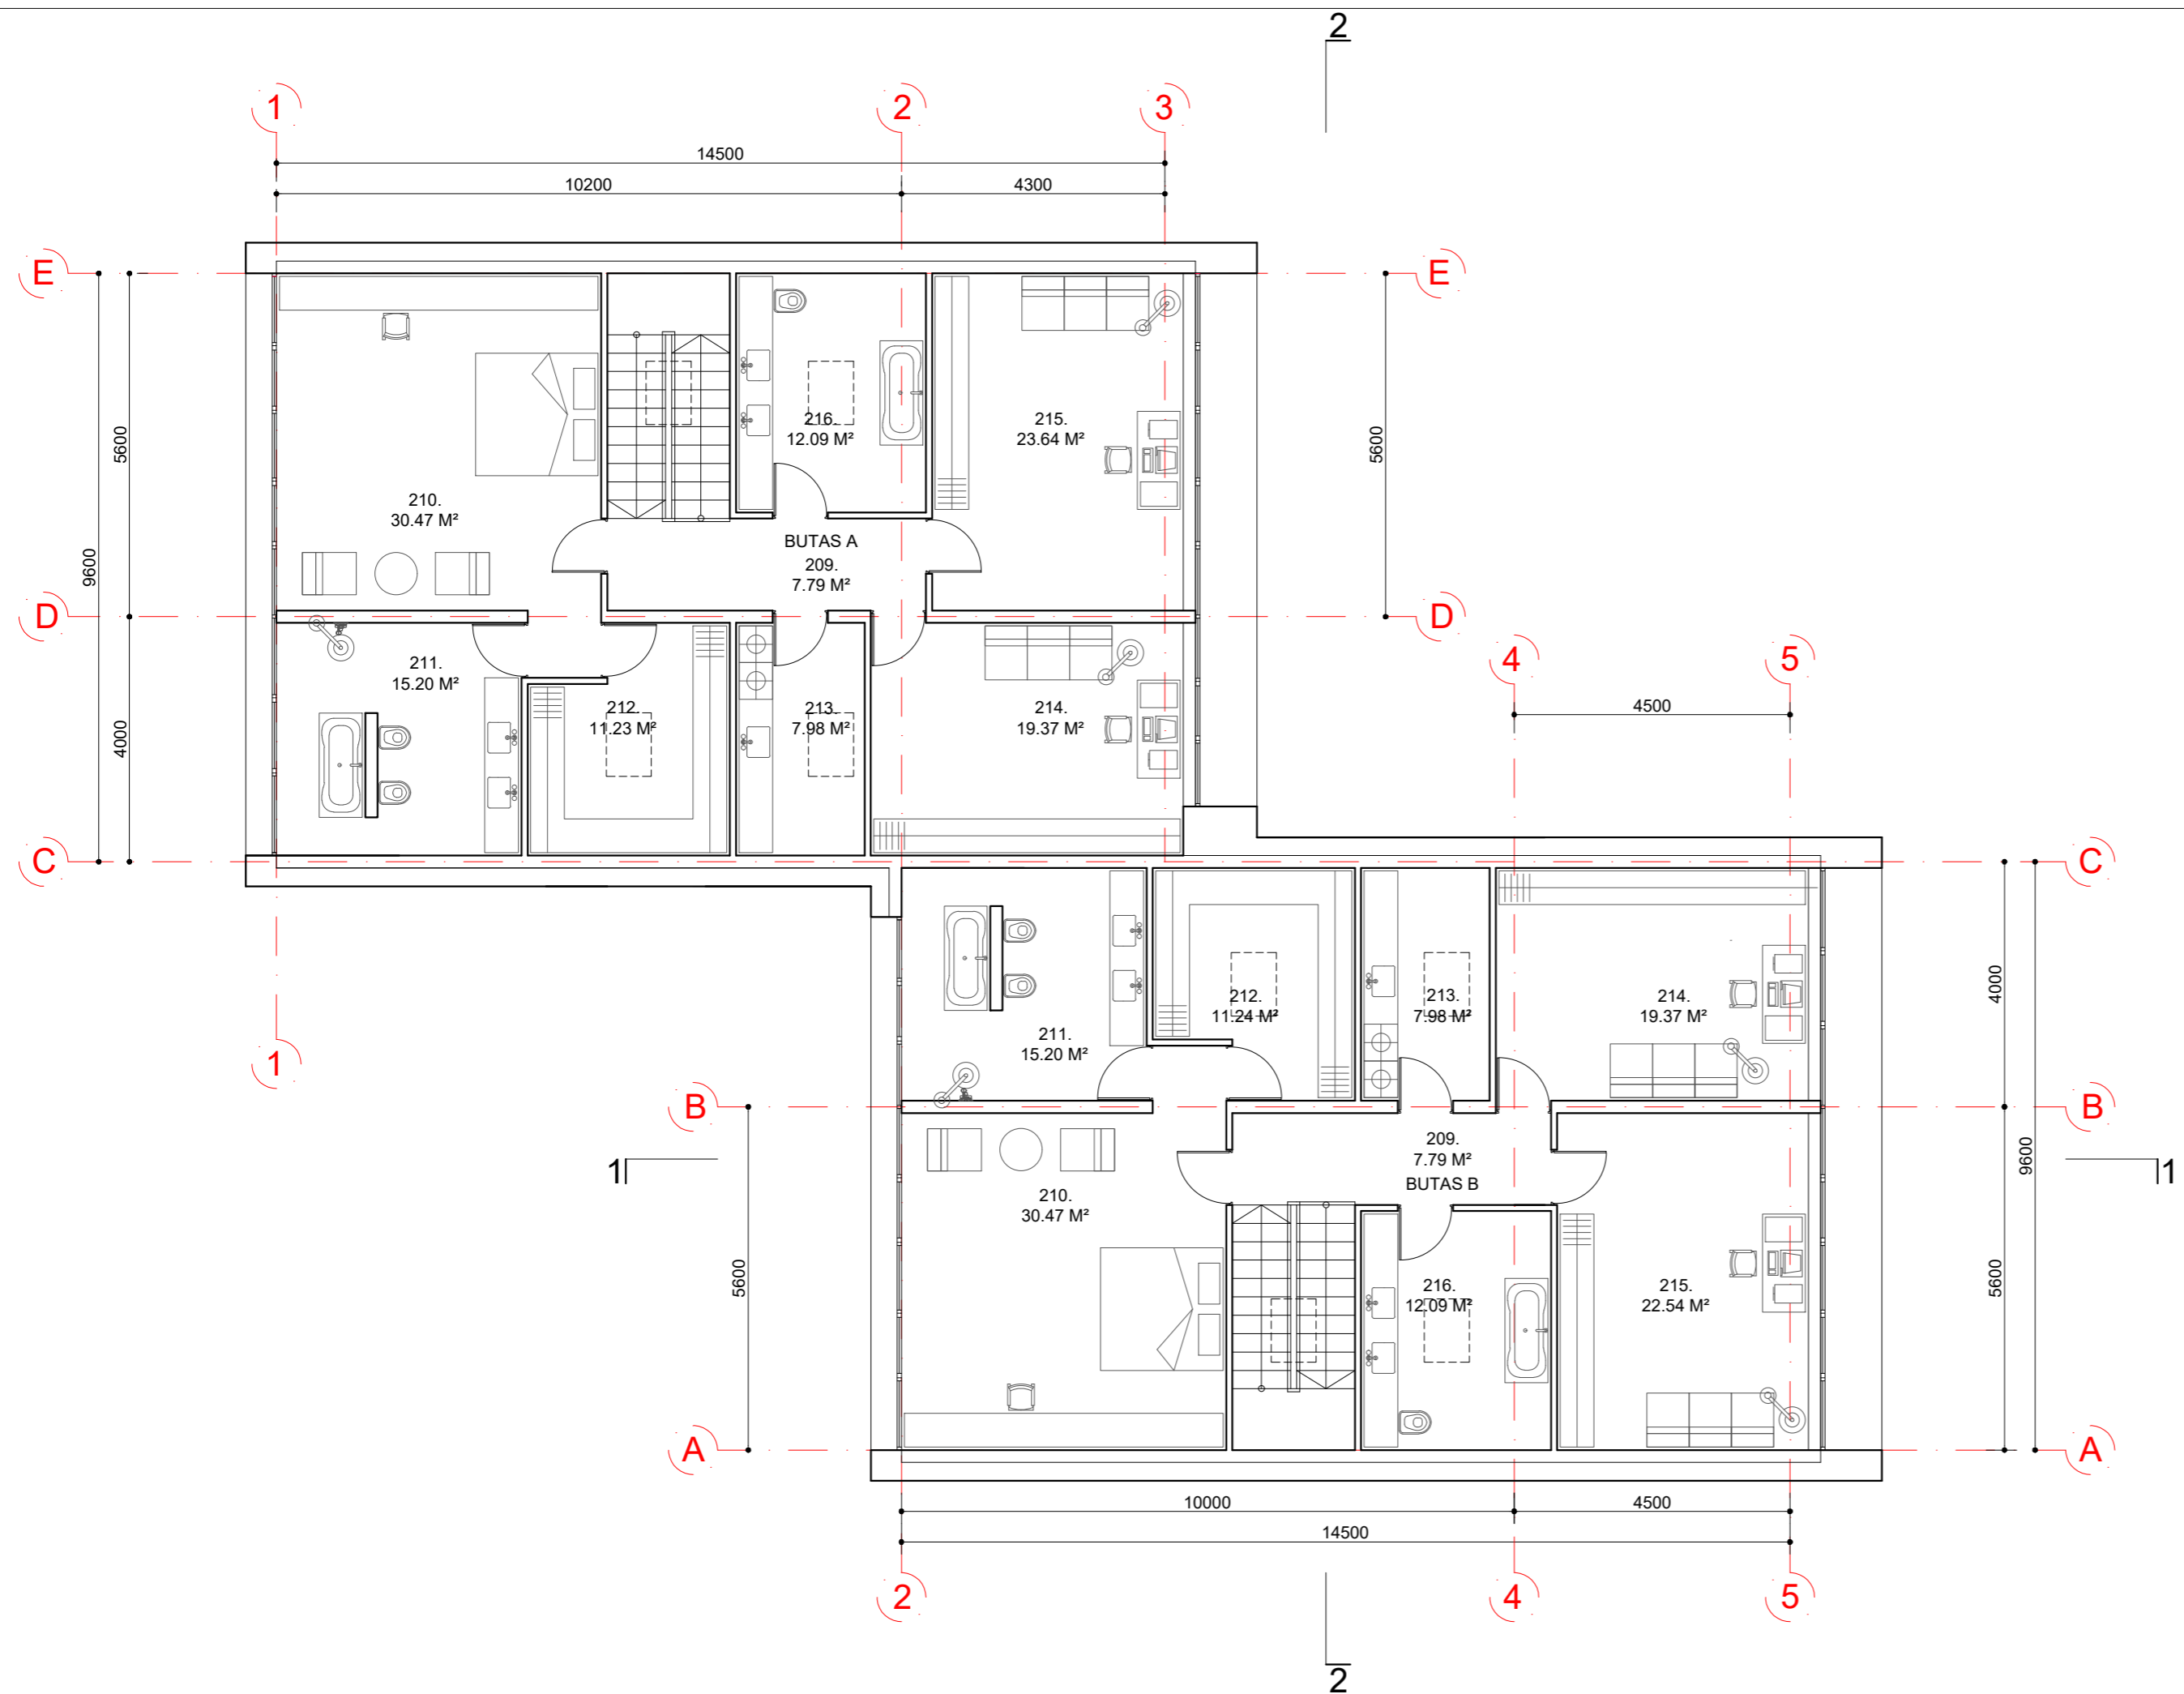 2
1
2
3
14500
10200
4300
E
E
216.
12.09 M²
215.
23.64 M²
5600
5600
210.
30.47 M²
BUTAS A
209.
7.79 M²
9600
D
D
4
5
211.
15.20 M²
212.
11.23 M²
213.
7.98 M²
214.
19.37 M²
4500
4000
C
C
4000
212.
11.24 M²
213.
7.98 M²
214.
19.37 M²
211.
15.20 M²
1
B
B
209.
7.79 M²
BUTAS B
9600
1
1
210.
30.47 M²
5600
5600
216.
12.09 M²
215.
22.54 M²
A
A
10000
4500
14500
2
4
5
2